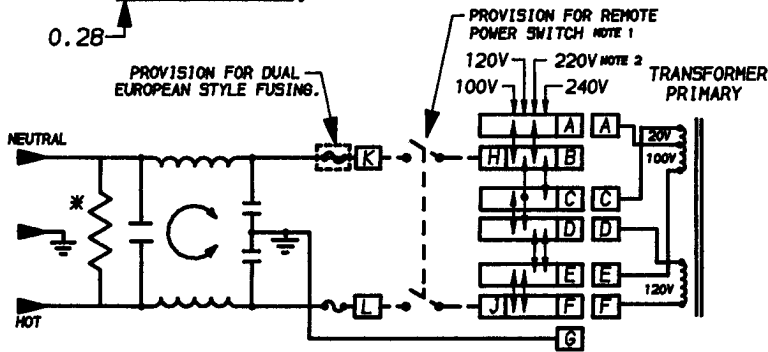 0.28
PROVISION FOR REMOTE
POWER SWITCH NOTE 1
120V 220V NOTE 2
100V 240V
TRANSFORMER
PRIMARY
PROVISION FOR DUAL
EUROPEAN STYLE FUSING.
NEUTRAL
K
H
A A
B
C C
D D
E E
J F F
G
L
20V
100V
120V
*
HOT